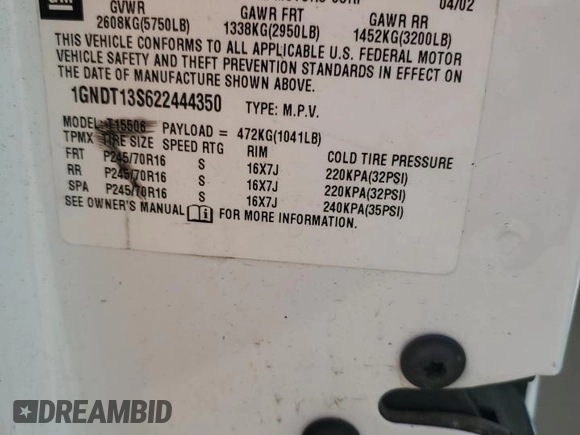 GM MOTORS CORP 04/02
GVWR GAWR FRT GAWR RR
2608KG(5750LB) 1338KG(2950LB) 1452KG(3200LB)
THIS VEHICLE CONFORMS TO ALL APPLICABLE U.S. FEDERAL MOTOR
VEHICLE SAFETY AND THEFT PREVENTION STANDARDS IN EFFECT ON
THE DATE OF MANUFACTURE SHOWN ABOVE.
1GNDT13S622444350 TYPE: M.P.V.
MODEL: T15506 PAYLOAD = 472KG(1041LB)
TPMX TIRE SIZE SPEED RTG RIM COLD TIRE PRESSURE
FRT P245/70R16 S 16X7J 220KPA(32PSI)
RR P245/70R16 S 16X7J 220KPA(32PSI)
SPA P245/70R16 S 16X7J 240KPA(35PSI)
SEE OWNER'S MANUAL FOR MORE INFORMATION.
DREAMBID